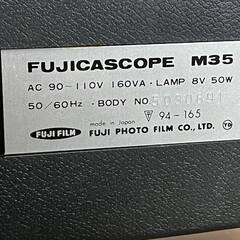 FUJICASCOPE M35
AC 90-110V 160VA · LAMP 8V 50W
50/60Hz · BODY NO 5030691
FUJI FILM made in Japan ▽ 94-165
FUJI PHOTO FILM CO., LTD.